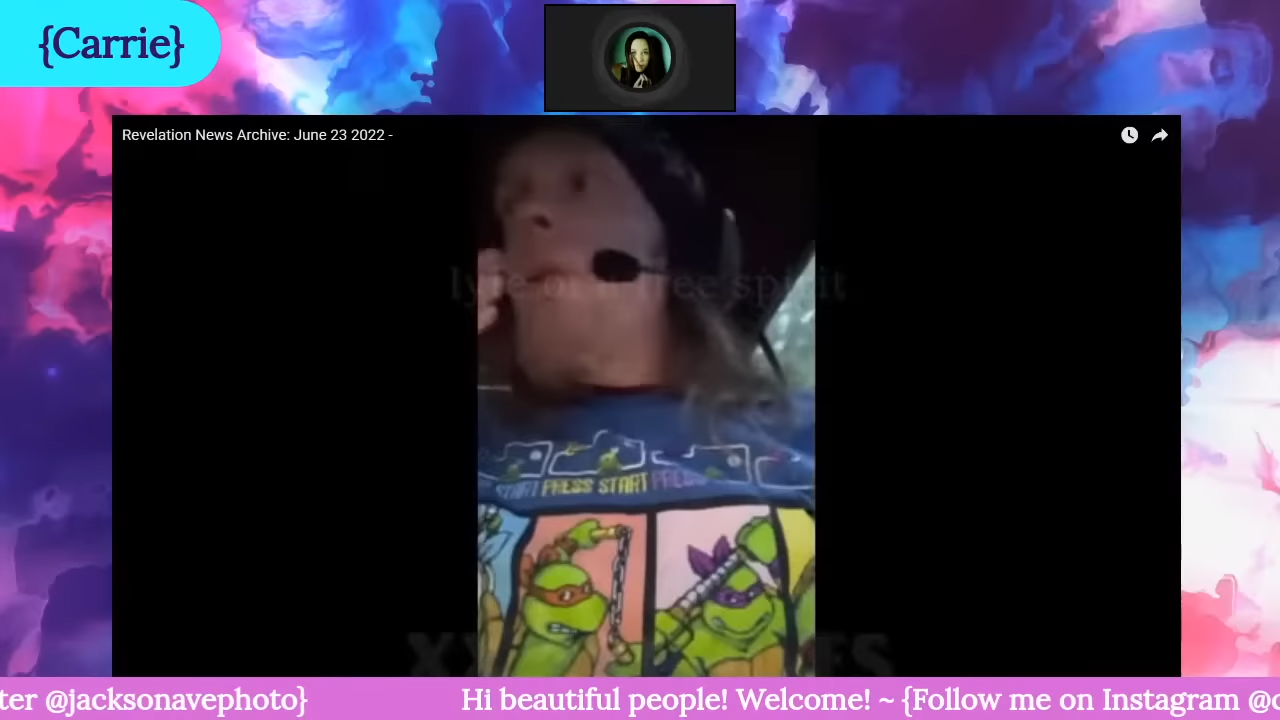 {Carrie}
Revelation News Archive: June 23 2022 -
START PRESS START PRESS
ter @jacksonavephoto}
Hi beautiful people! Welcome! ~ {Follow me on Instagram @